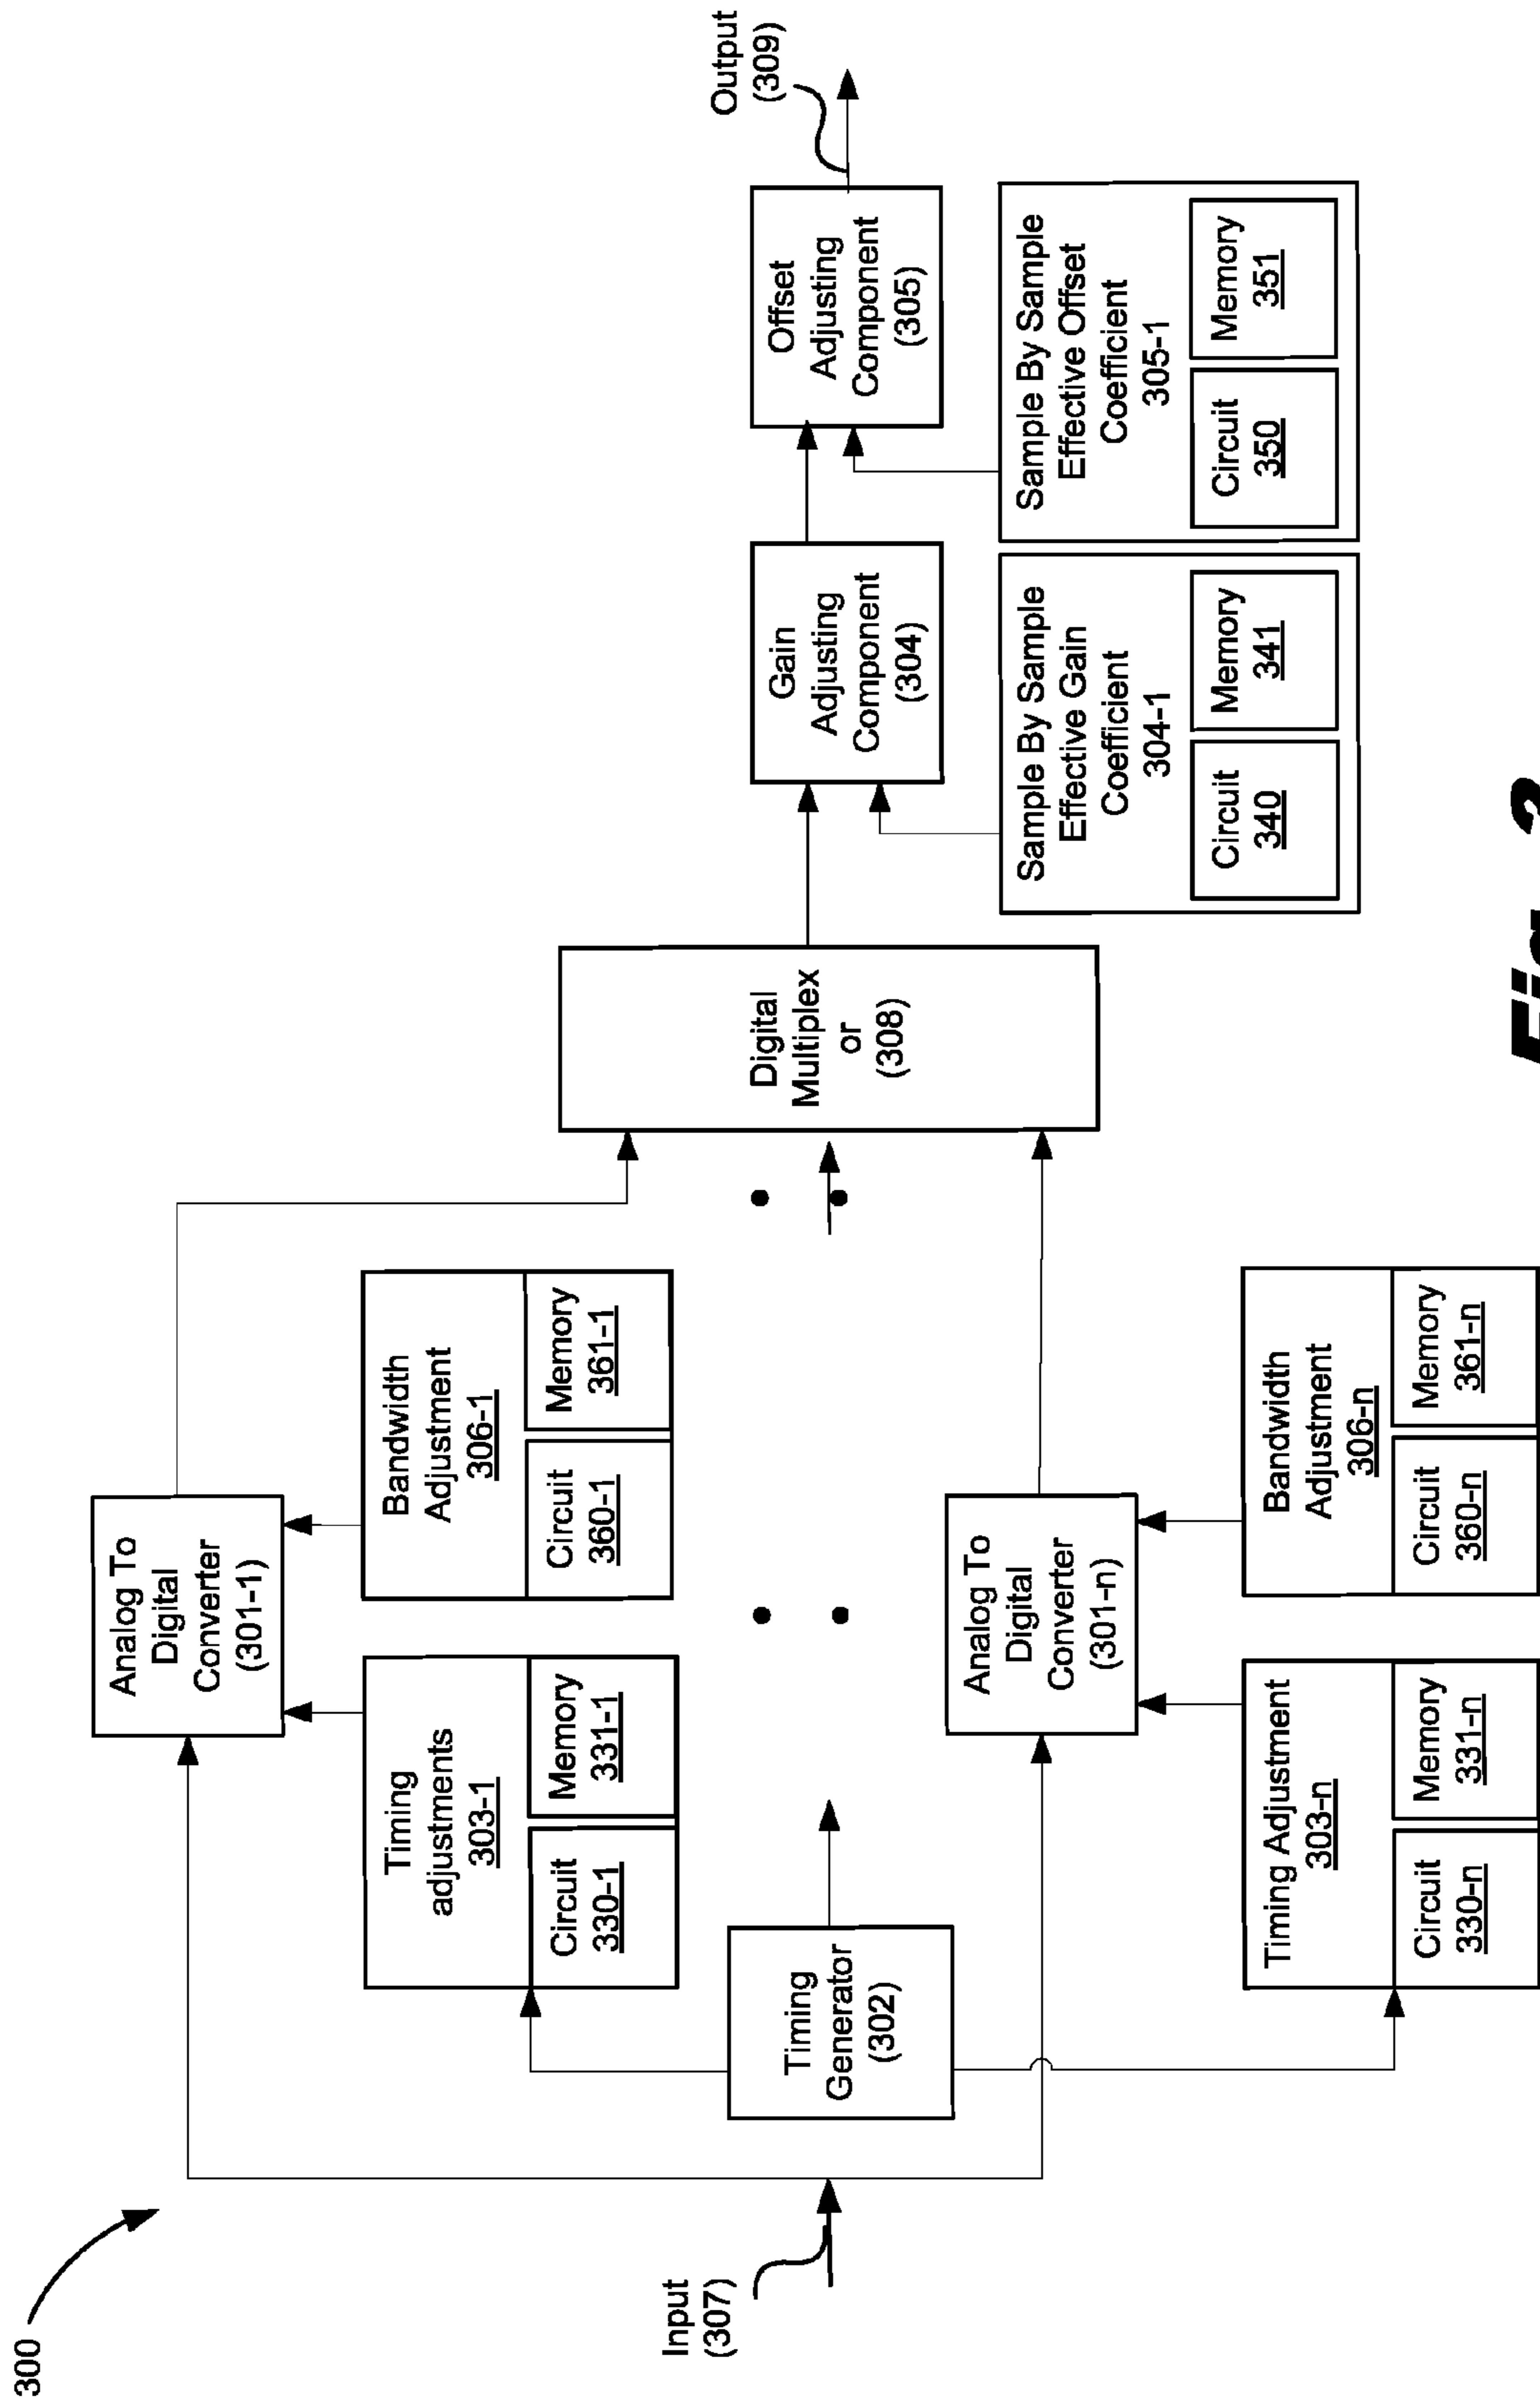 300
Input
(307)
Timing
Generator
(302)
Analog To
Digital
Converter
(301-1)
Timing
adjustments
303-1
Circuit
330-1
Memory
331-1
Bandwidth
Adjustment
306-1
Circuit
360-1
Memory
361-1
Analog To
Digital
Converter
(301-n)
Timing Adjustment
303-n
Circuit
330-n
Memory
331-n
Bandwidth
Adjustment
306-n
Circuit
360-n
Memory
361-n
Digital
Multiplex
or
(308)
Gain
Adjusting
Component
(304)
Sample By Sample
Effective Gain
Coefficient
304-1
Circuit
340
Memory
341
Offset
Adjusting
Component
(305)
Sample By Sample
Effective Offset
Coefficient
305-1
Circuit
350
Memory
351
Output
(309)